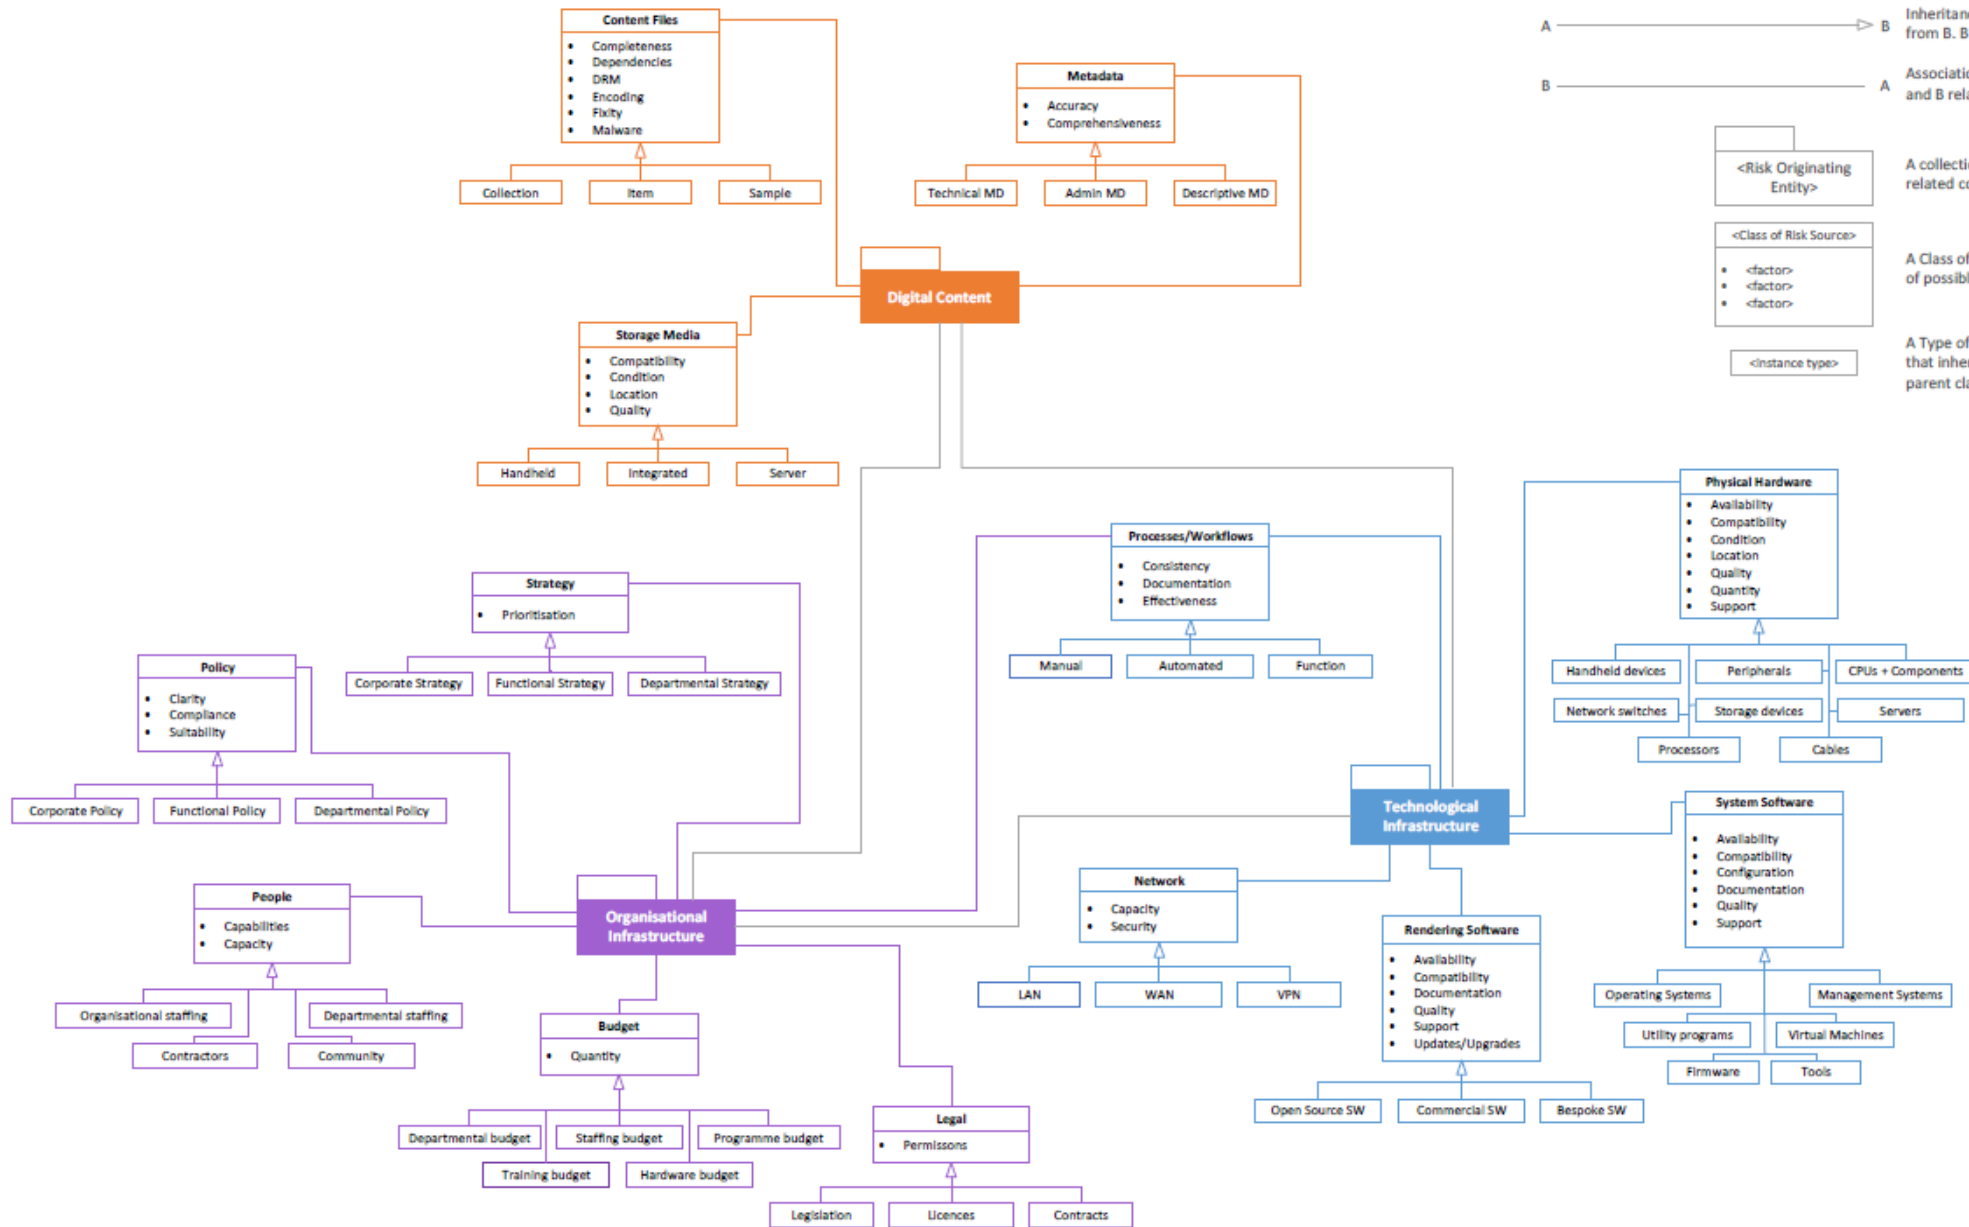 Content Files
• Completeness
• Dependencies
• DRM
• Encoding
• Fixity
• Malware
Collection
Item
Sample
Metadata
• Accuracy
• Comprehensiveness
Technical MD
Admin MD
Descriptive MD
A
B
from B. B
B
A
and B rela
<Risk Originating
Entity>
A collecti
related co
<Class of Risk Source>
• <factor>
• <factor>
• <factor>
A Class of
of possibl
<instance type>
A Type of
that inher
parent cla
Digital Content
Storage Media
• Compatibility
• Condition
• Location
• Quality
Handheld
Integrated
Server
Physical Hardware
• Availability
• Compatibility
• Condition
• Location
• Quality
• Quantity
• Support
Handheld devices
Peripherals
CPUs + Components
Network switches
Storage devices
Servers
Processors
Cables
Processes/Workflows
• Consistency
• Documentation
• Effectiveness
Manual
Automated
Function
Strategy
• Prioritisation
Corporate Strategy
Functional Strategy
Departmental Strategy
Policy
• Clarity
• Compliance
• Suitability
Corporate Policy
Functional Policy
Departmental Policy
Technological
Infrastructure
System Software
• Availability
• Compatibility
• Configuration
• Documentation
• Quality
• Support
Operating Systems
Management Systems
Utility programs
Virtual Machines
Firmware
Tools
People
• Capabilities
• Capacity
Organisational staffing
Departmental staffing
Contractors
Community
Organisational
Infrastructure
Network
• Capacity
• Security
LAN
WAN
VPN
Rendering Software
• Availability
• Compatibility
• Documentation
• Quality
• Support
• Updates/Upgrades
Open Source SW
Commercial SW
Bespoke SW
Budget
• Quantity
Departmental budget
Staffing budget
Programme budget
Training budget
Hardware budget
Legal
• Permissons
Legislation
Licences
Contracts